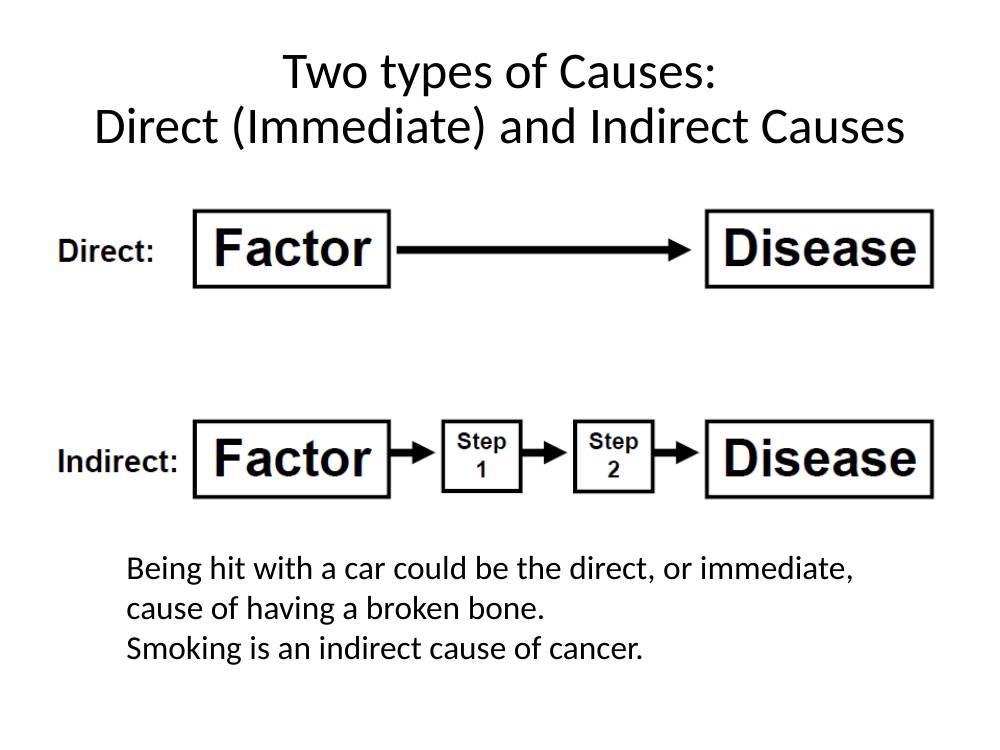 Two types of Causes:
Direct (Immediate) and Indirect Causes
Direct: Factor Disease
Indirect: Factor Step 1 Step 2 Disease
Being hit with a car could be the direct, or immediate,
cause of having a broken bone.
Smoking is an indirect cause of cancer.